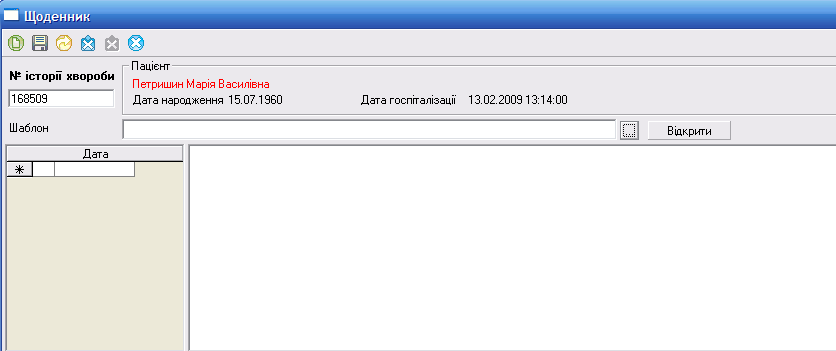 Щоденник
№ історії хвороби
168509
Пацієнт
Петришин Марія Василівна
Дата народження 15.07.1960 Дата госпіталізації 13.02.2009 13:14:00
Шаблон
Відкрити
Дата